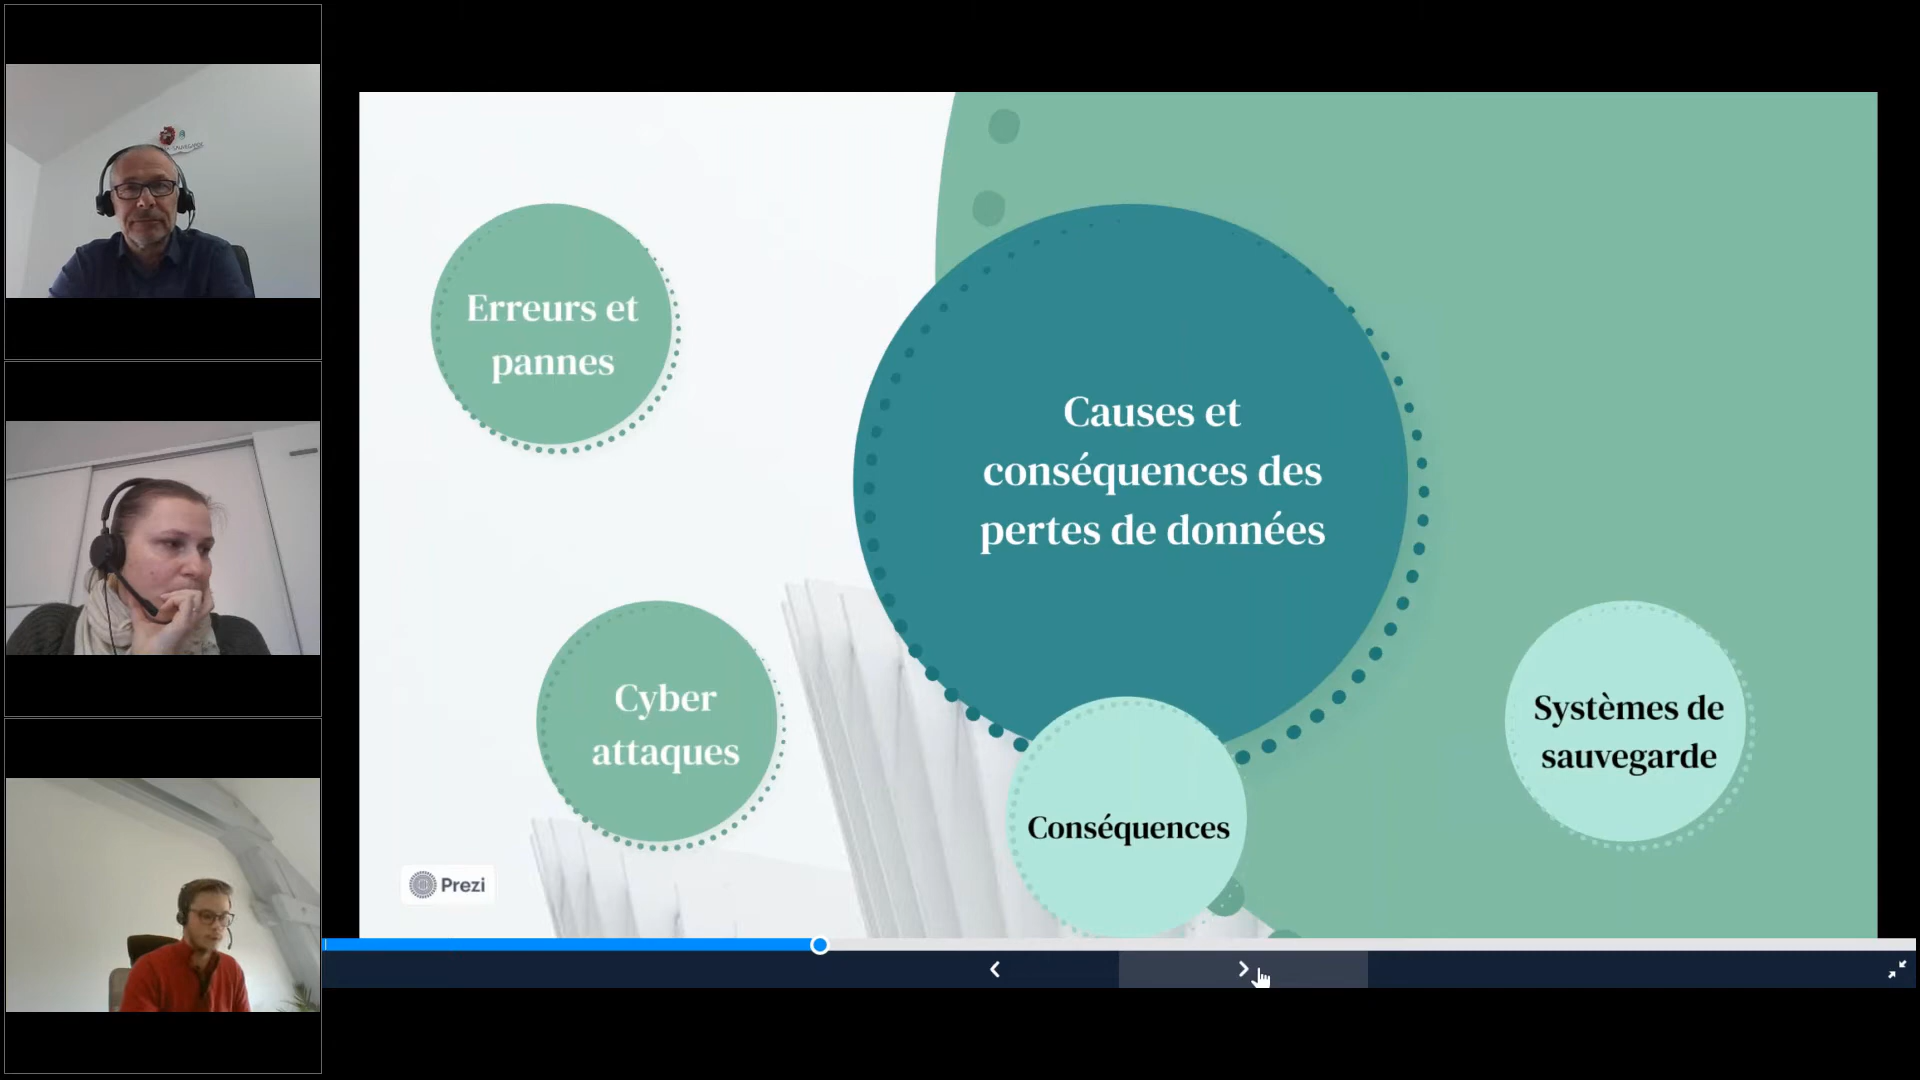 Erreurs et
pannes
Causes et
conséquences des
pertes de données
Cyber
attaques
Conséquences
Systèmes de
sauvegarde
Prezi